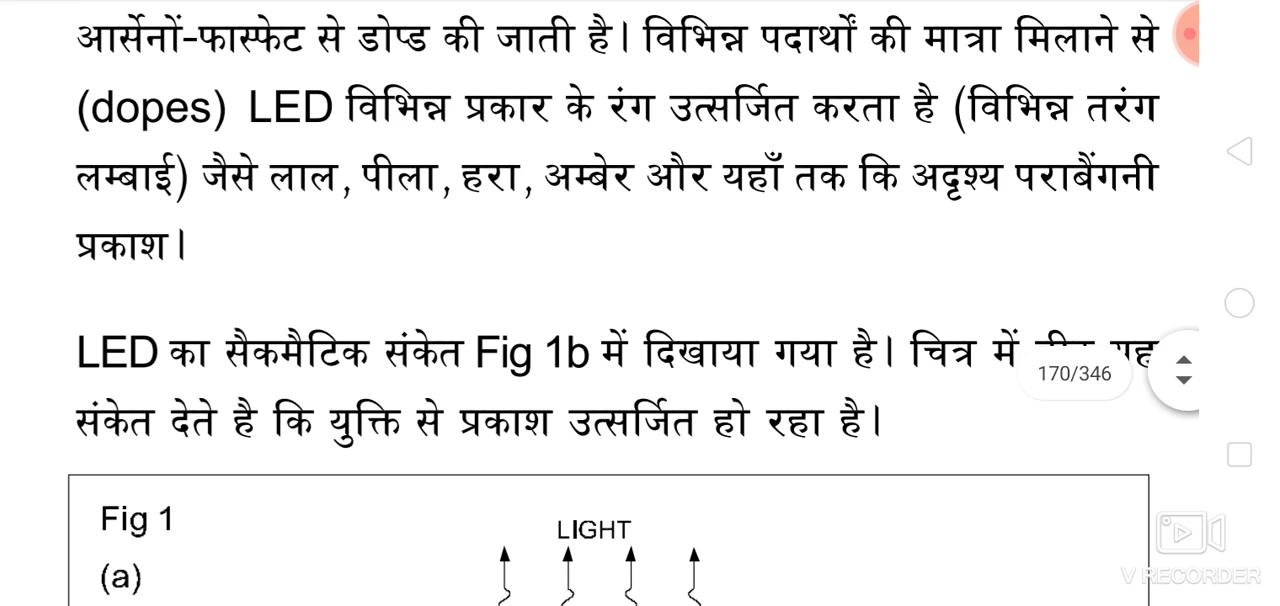 आर्सेनों-फास्फेट से डोप्ड की जाती है। विभिन्न पदार्थों की मात्रा मिलाने से
(dopes) LED विभिन्न प्रकार के रंग उत्सर्जित करता है (विभिन्न तरंग
लम्बाई) जैसे लाल, पीला, हरा, अम्बेर और यहाँ तक कि अदृश्य पराबैंगनी
प्रकाश।
LED का सैकमैटिक संकेत Fig 1b में दिखाया गया है। चित्र में
170/346
संकेत देते है कि युक्ति से प्रकाश उत्सर्जित हो रहा है।
Fig 1
LIGHT
(a)
V RECORDER